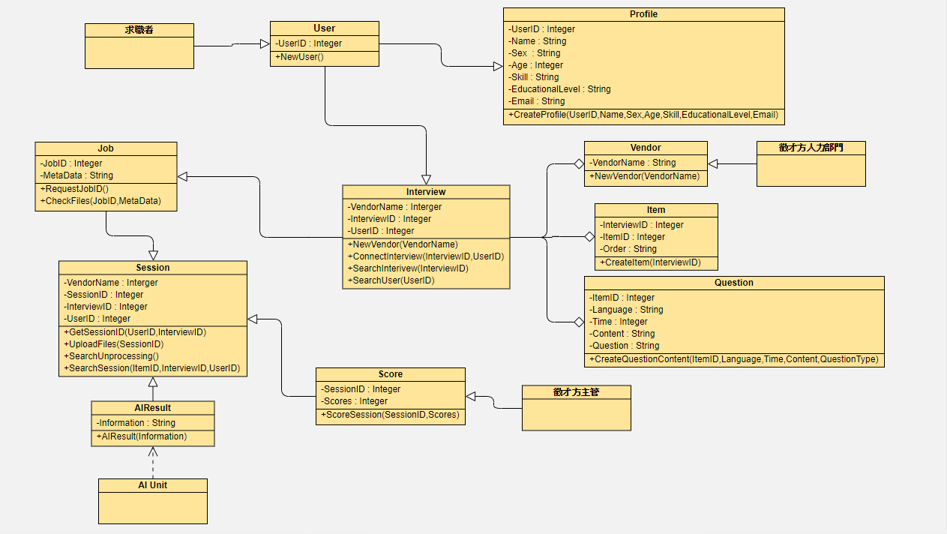 求職者
User
-UserID : Integer
+NewUser()
Profile
-UserID : Integer
-Name : String
-Sex  : String
-Age : Integer
-Skill : String
-EducationalLevel : String
-Email : String
+CreateProfile(UserID,Name,Sex,Age,Skill,EducationalLevel,Email)
Job
-JobID : Integer
-MetaData : String
+RequestJobID()
+CheckFiles(JobID,MetaData)
Interview
-VendorName : Integer
-InterviewID : Integer
-UserID : Integer
+NewVendor(VendorName)
+ConnectInterview(InterviewID,UserID)
+SearchInterivew(InterviewID)
+SearchUser(UserID)
Vendor
-VendorName : String
+NewVendor(VendorName)
徵才方人力部門
Item
-InterviewID : Integer
-ItemID : Integer
-Order : String
+CreateItem(InterviewID)
Session
-VendorName : Interger
-SessionID : Integer
-InterviewID : Integer
-UserID : Integer
+GetSessionID(UserID,InterviewID)
+UploadFiles(SessionID)
+SearchUnprocessing()
+SearchSession(ItemID,InterviewID,UserID)
Question
-ItemID : Integer
-Language : String
-Time : Integer
-Content : String
-Question : String
+CreateQuestionContent(ItemID,Language,Time,Content,QuestionType)
Score
-SessionID : Integer
-Scores : Integer
+ScoreSession(SessionID,Scores)
徵才方主管
AIResult
-Information : String
+AIResult(Information)
AI Unit